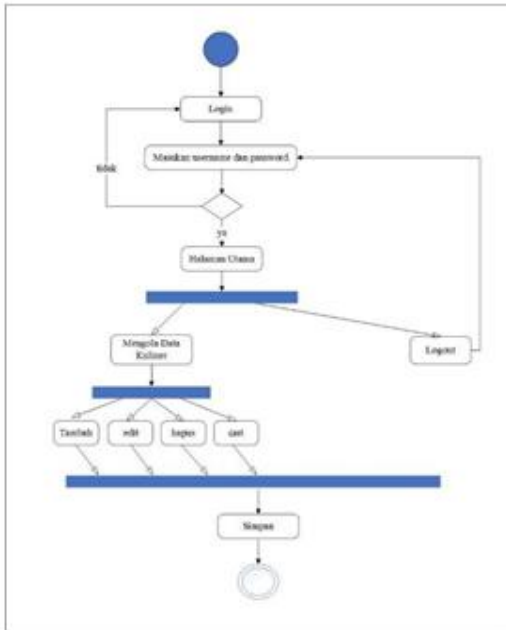 Login
Masukan username dan password
tidak
ya
Halaman Utama
Mengola Data
Kuliner
Logout
Tambah
edit
hapus
cari
Simpan